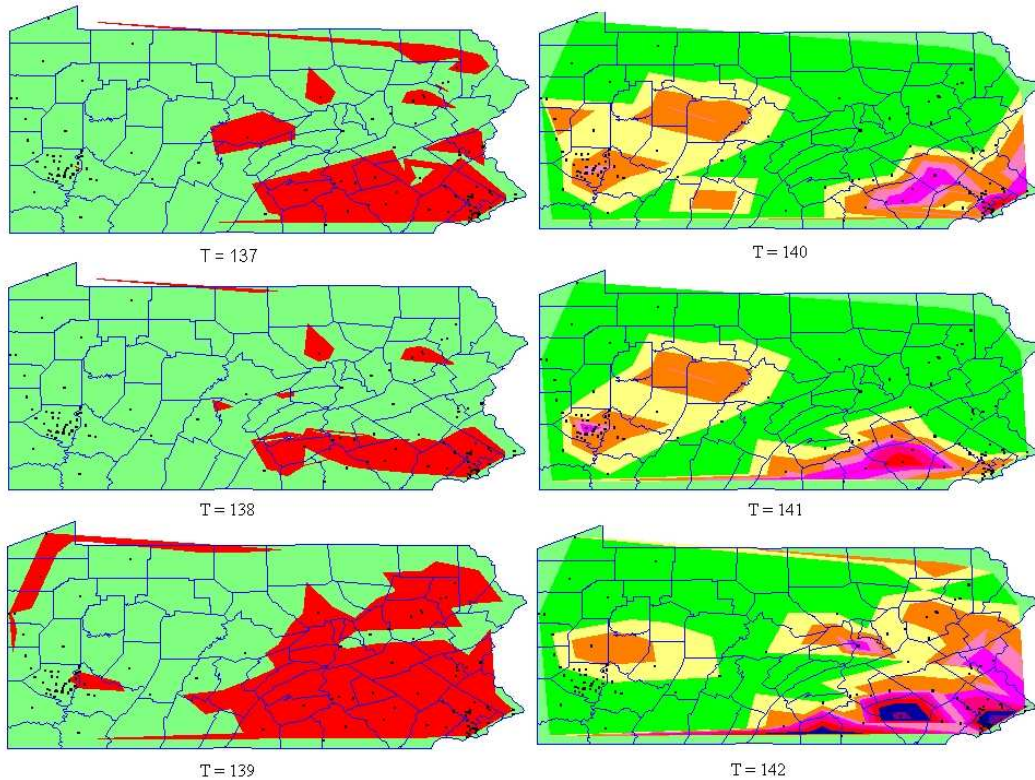 T = 137
T = 140
T = 138
T = 141
T = 139
T = 142